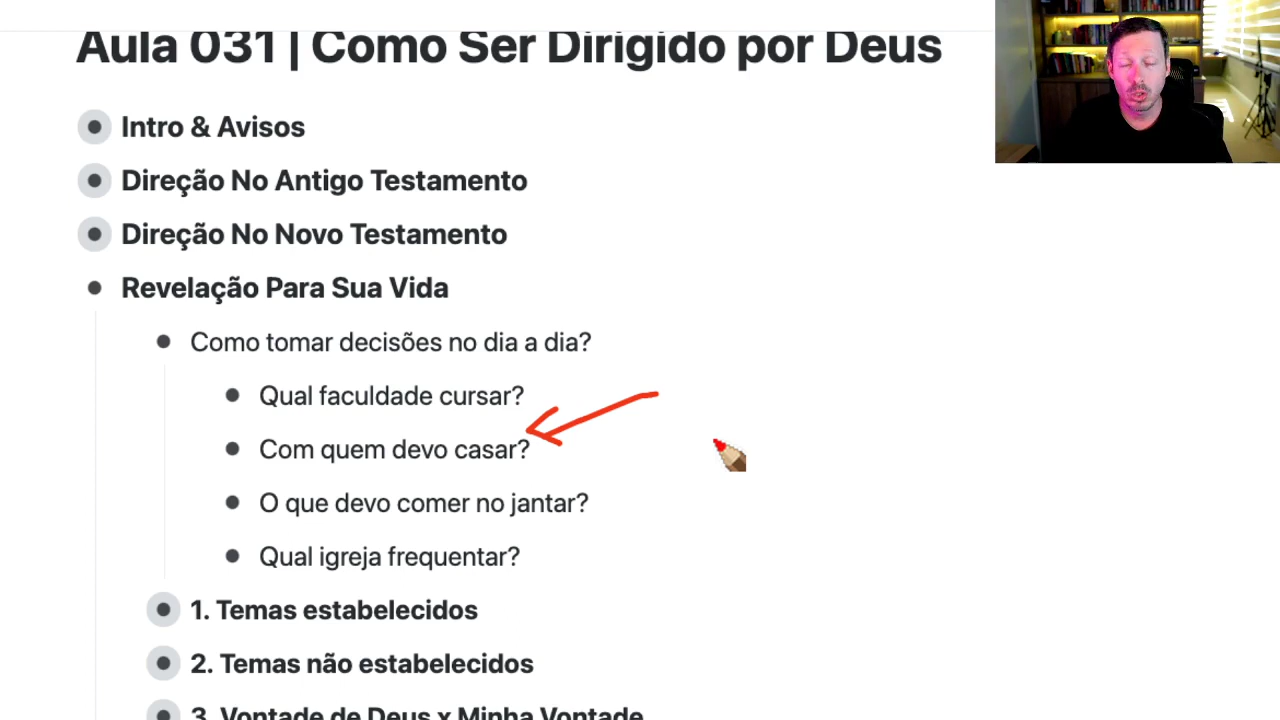 Aula 031 | Como Ser Dirigido por Deus
Intro & Avisos
Direção No Antigo Testamento
Direção No Novo Testamento
Revelação Para Sua Vida
Como tomar decisões no dia a dia?
Qual faculdade cursar?
Com quem devo casar?
O que devo comer no jantar?
Qual igreja frequentar?
1. Temas estabelecidos
2. Temas não estabelecidos
3. Vontade de Deus x Minha Vontade